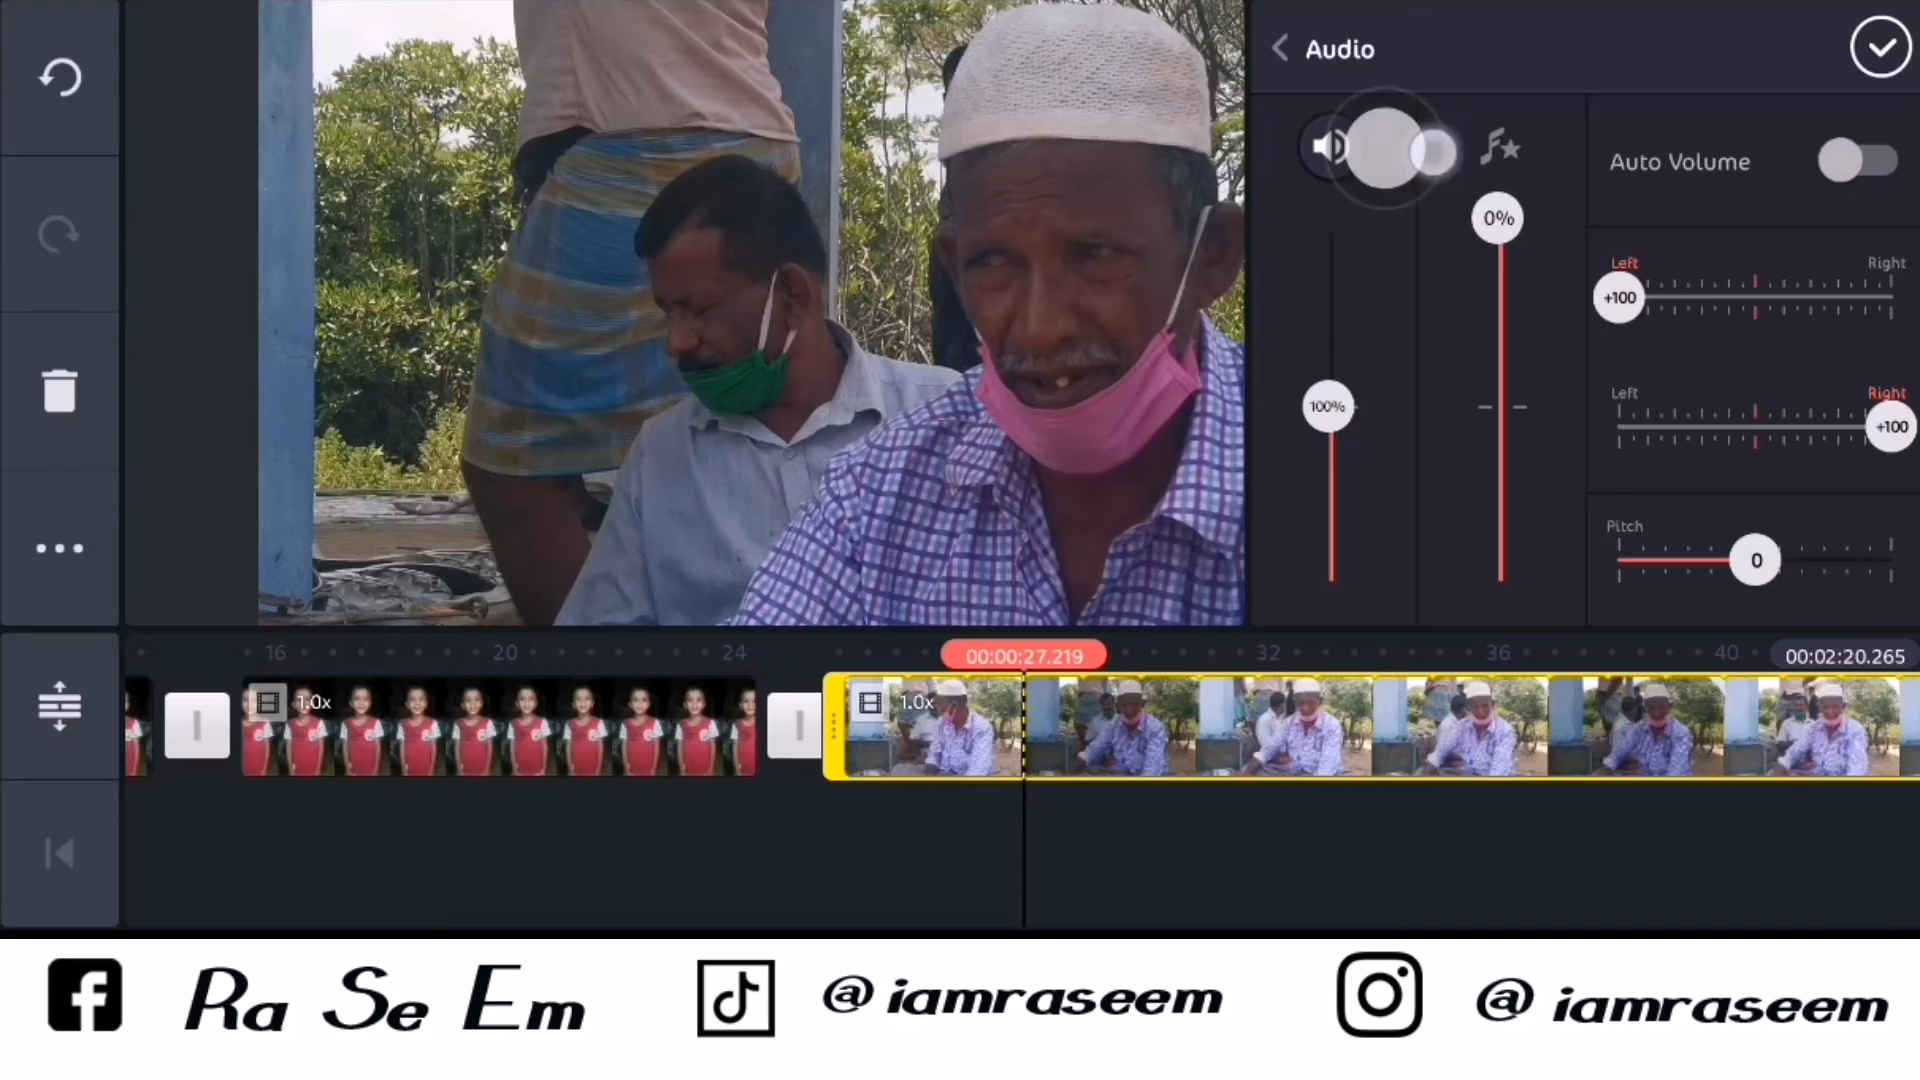 Audio
Auto Volume
0%
100%
Left
Right
+100
Left
Right
+100
Pitch
0
16
20
24
00:00:27.219
32
36
40
00:02:20.265
1.0x
1.0x
Ra Se Em
@iamraseem
@iamraseem